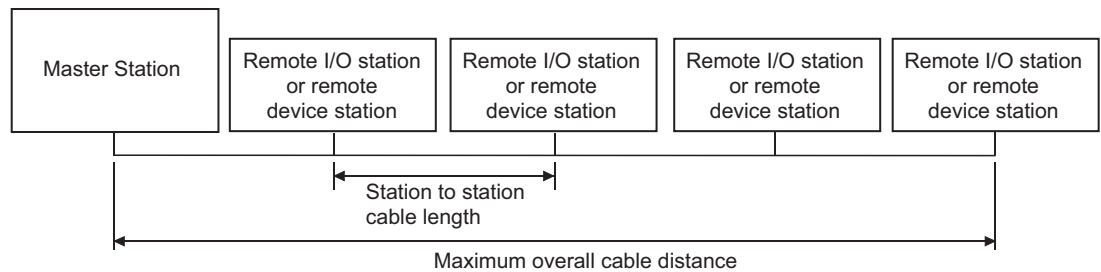 Master Station
Remote I/O station
or remote
device station
Remote I/O station
or remote
device station
Remote I/O station
or remote
device station
Remote I/O station
or remote
device station
Station to station
cable length
Maximum overall cable distance